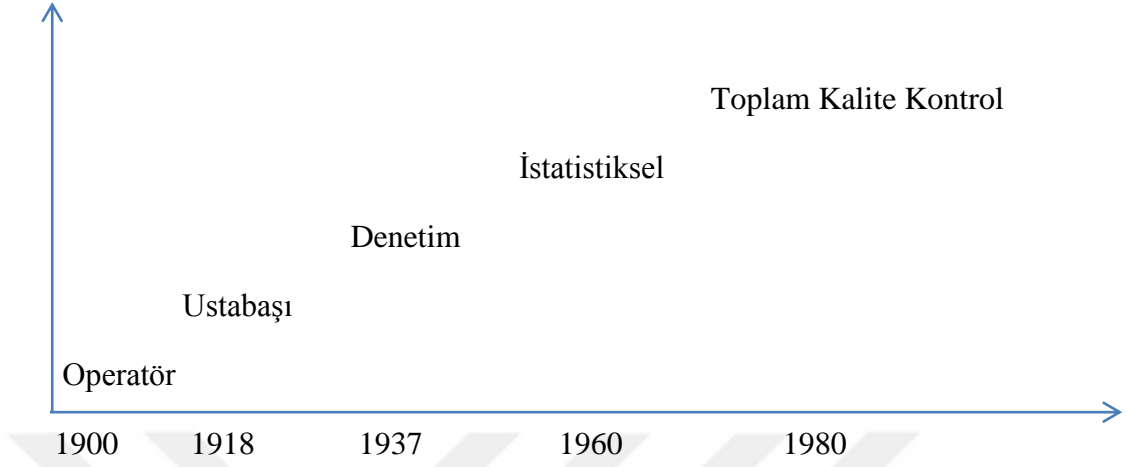 Toplam Kalite Kontrol
İstatistiksel
Denetim
Ustabaşı
Operatör
1900 1918 1937 1960 1980